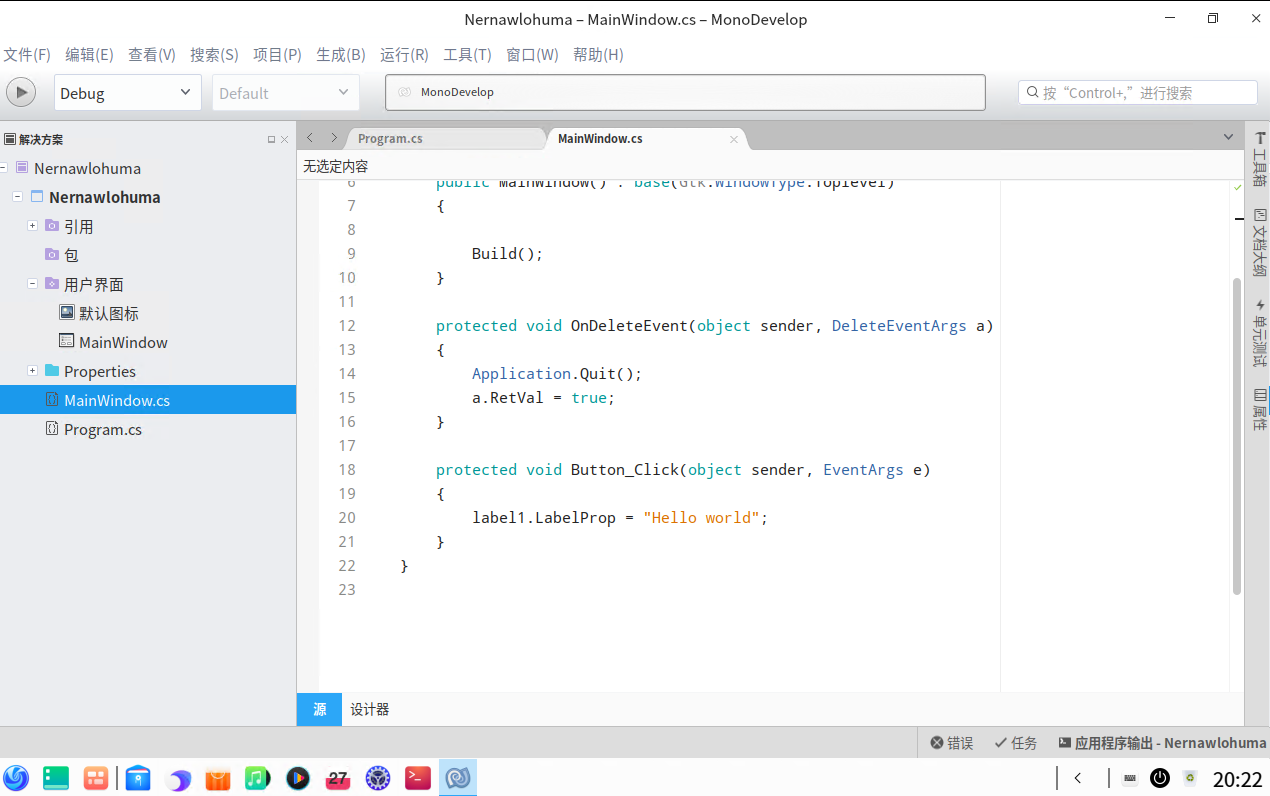 Nernawlohuma – MainWindow.cs – MonoDevelop
文件(F) 编辑(E) 查看(V) 搜索(S) 项目(P) 生成(B) 运行(R) 工具(T) 窗口(W) 帮助(H)
Debug Default MonoDevelop 按“Control+,”进行搜索
解决方案
Nernawlohuma
Nernawlohuma
引用
包
用户界面
默认图标
MainWindow
Properties
MainWindow.cs
Program.cs
Program.cs MainWindow.cs
无选定内容
6 public MainWindow() : base(Gtk.WindowType.Toplevel)
7 {
8
9 Build();
10 }
11
12 protected void OnDeleteEvent(object sender, DeleteEventArgs a)
13 {
14 Application.Quit();
15 a.RetVal = true;
16 }
17
18 protected void Button_Click(object sender, EventArgs e)
19 {
20 label1.LabelProp = "Hello world";
21 }
22 }
23
源 设计器
工具箱
文档大纲
单元测试
属性
错误 任务 应用程序输出 - Nernawlohuma
27
20:22